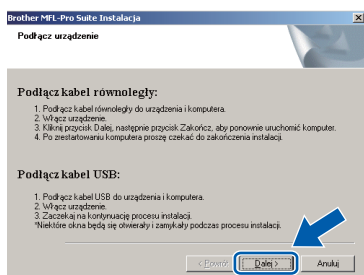 Brother MFL-Pro Suite Instalacja
Podłącz urządzenie
Podłącz kabel równoległy:
1. Podłącz kabel równoległy do urządzenia i komputera.
2. Włącz urządzenie.
3. Kliknij przycisk Dalej, następnie przycisk Zakończ, aby ponownie uruchomić komputer.
4. Po zrestartowaniu komputera proszę czekać do zakończenia instalacji.
Podłącz kabel USB:
1. Podłącz kabel USB do urządzenia i komputera.
2. Włącz urządzenie.
3. Zaczekaj na kontynuację procesu instalacji.
*Niektóre okna będą się otwierały i zamykały podczas procesu instalacji.
< Powrót Dalej > Anuluj